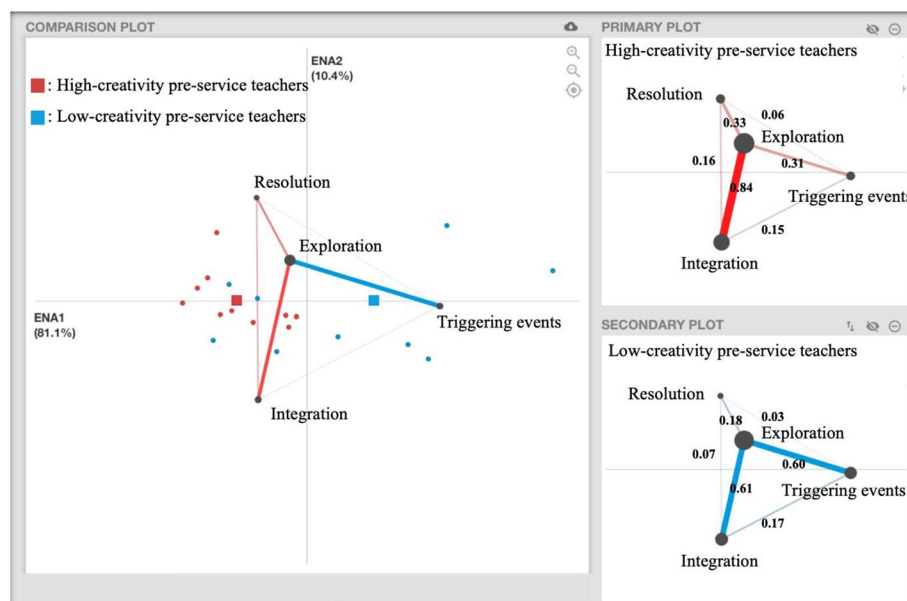 COMPARISON PLOT
ENA2
(10.4%)
: High-creativity pre-service teachers
: Low-creativity pre-service teachers
Resolution
Exploration
ENA1
(81.1%)
Triggering events
Integration
PRIMARY PLOT
High-creativity pre-service teachers
Resolution
0.06
0.33
Exploration
0.16
0.31
0.84
Triggering events
0.15
Integration
SECONDARY PLOT
Low-creativity pre-service teachers
Resolution
0.03
0.18
Exploration
0.07
0.60
0.61
Triggering events
0.17
Integration